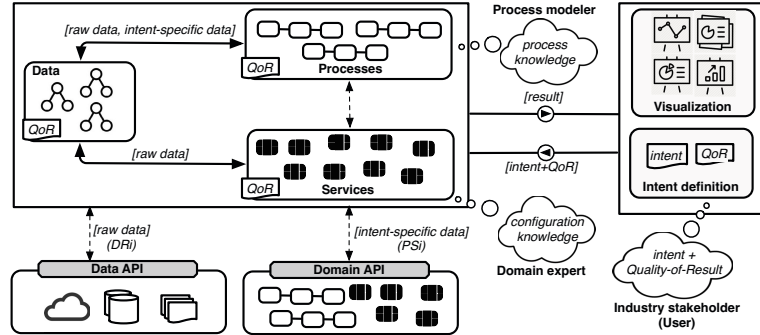 [raw data, intent-specific data]
Data
QoR
QoR
Processes
[raw data]
QoR
Services
Process modeler
process
knowledge
[result]
[intent+QoR]
configuration
knowledge
Domain expert
Visualization
intent
QoR
Intent definition
intent +
Quality-of-Result
Industry stakeholder
(User)
[raw data]
(DRi)
[intent-specific data]
(PSi)
Data API
Domain API